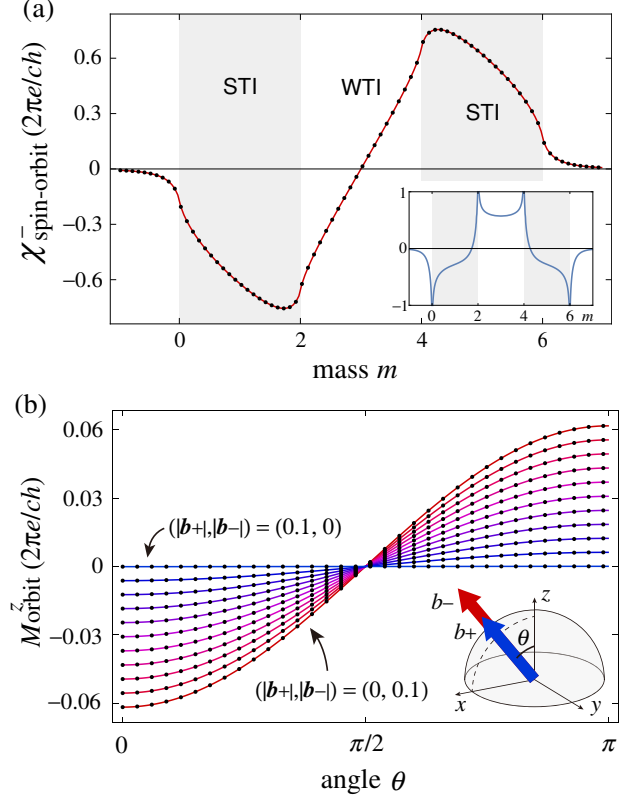 (a)
χ⁻spin-orbit (2πe/ch)
0.6
0.3
0
−0.3
−0.6
STI
WTI
STI
1
0
−1
0 2 4 6 m
0 2 4 6
mass m
(b)
M^z_orbit (2πe/ch)
0.06
0.03
0
-0.03
-0.06
(|b+|,|b−|) = (0.1, 0)
(|b+|,|b−|) = (0, 0.1)
b−
b+
θ
z
x
y
0 π/2 π
angle θ